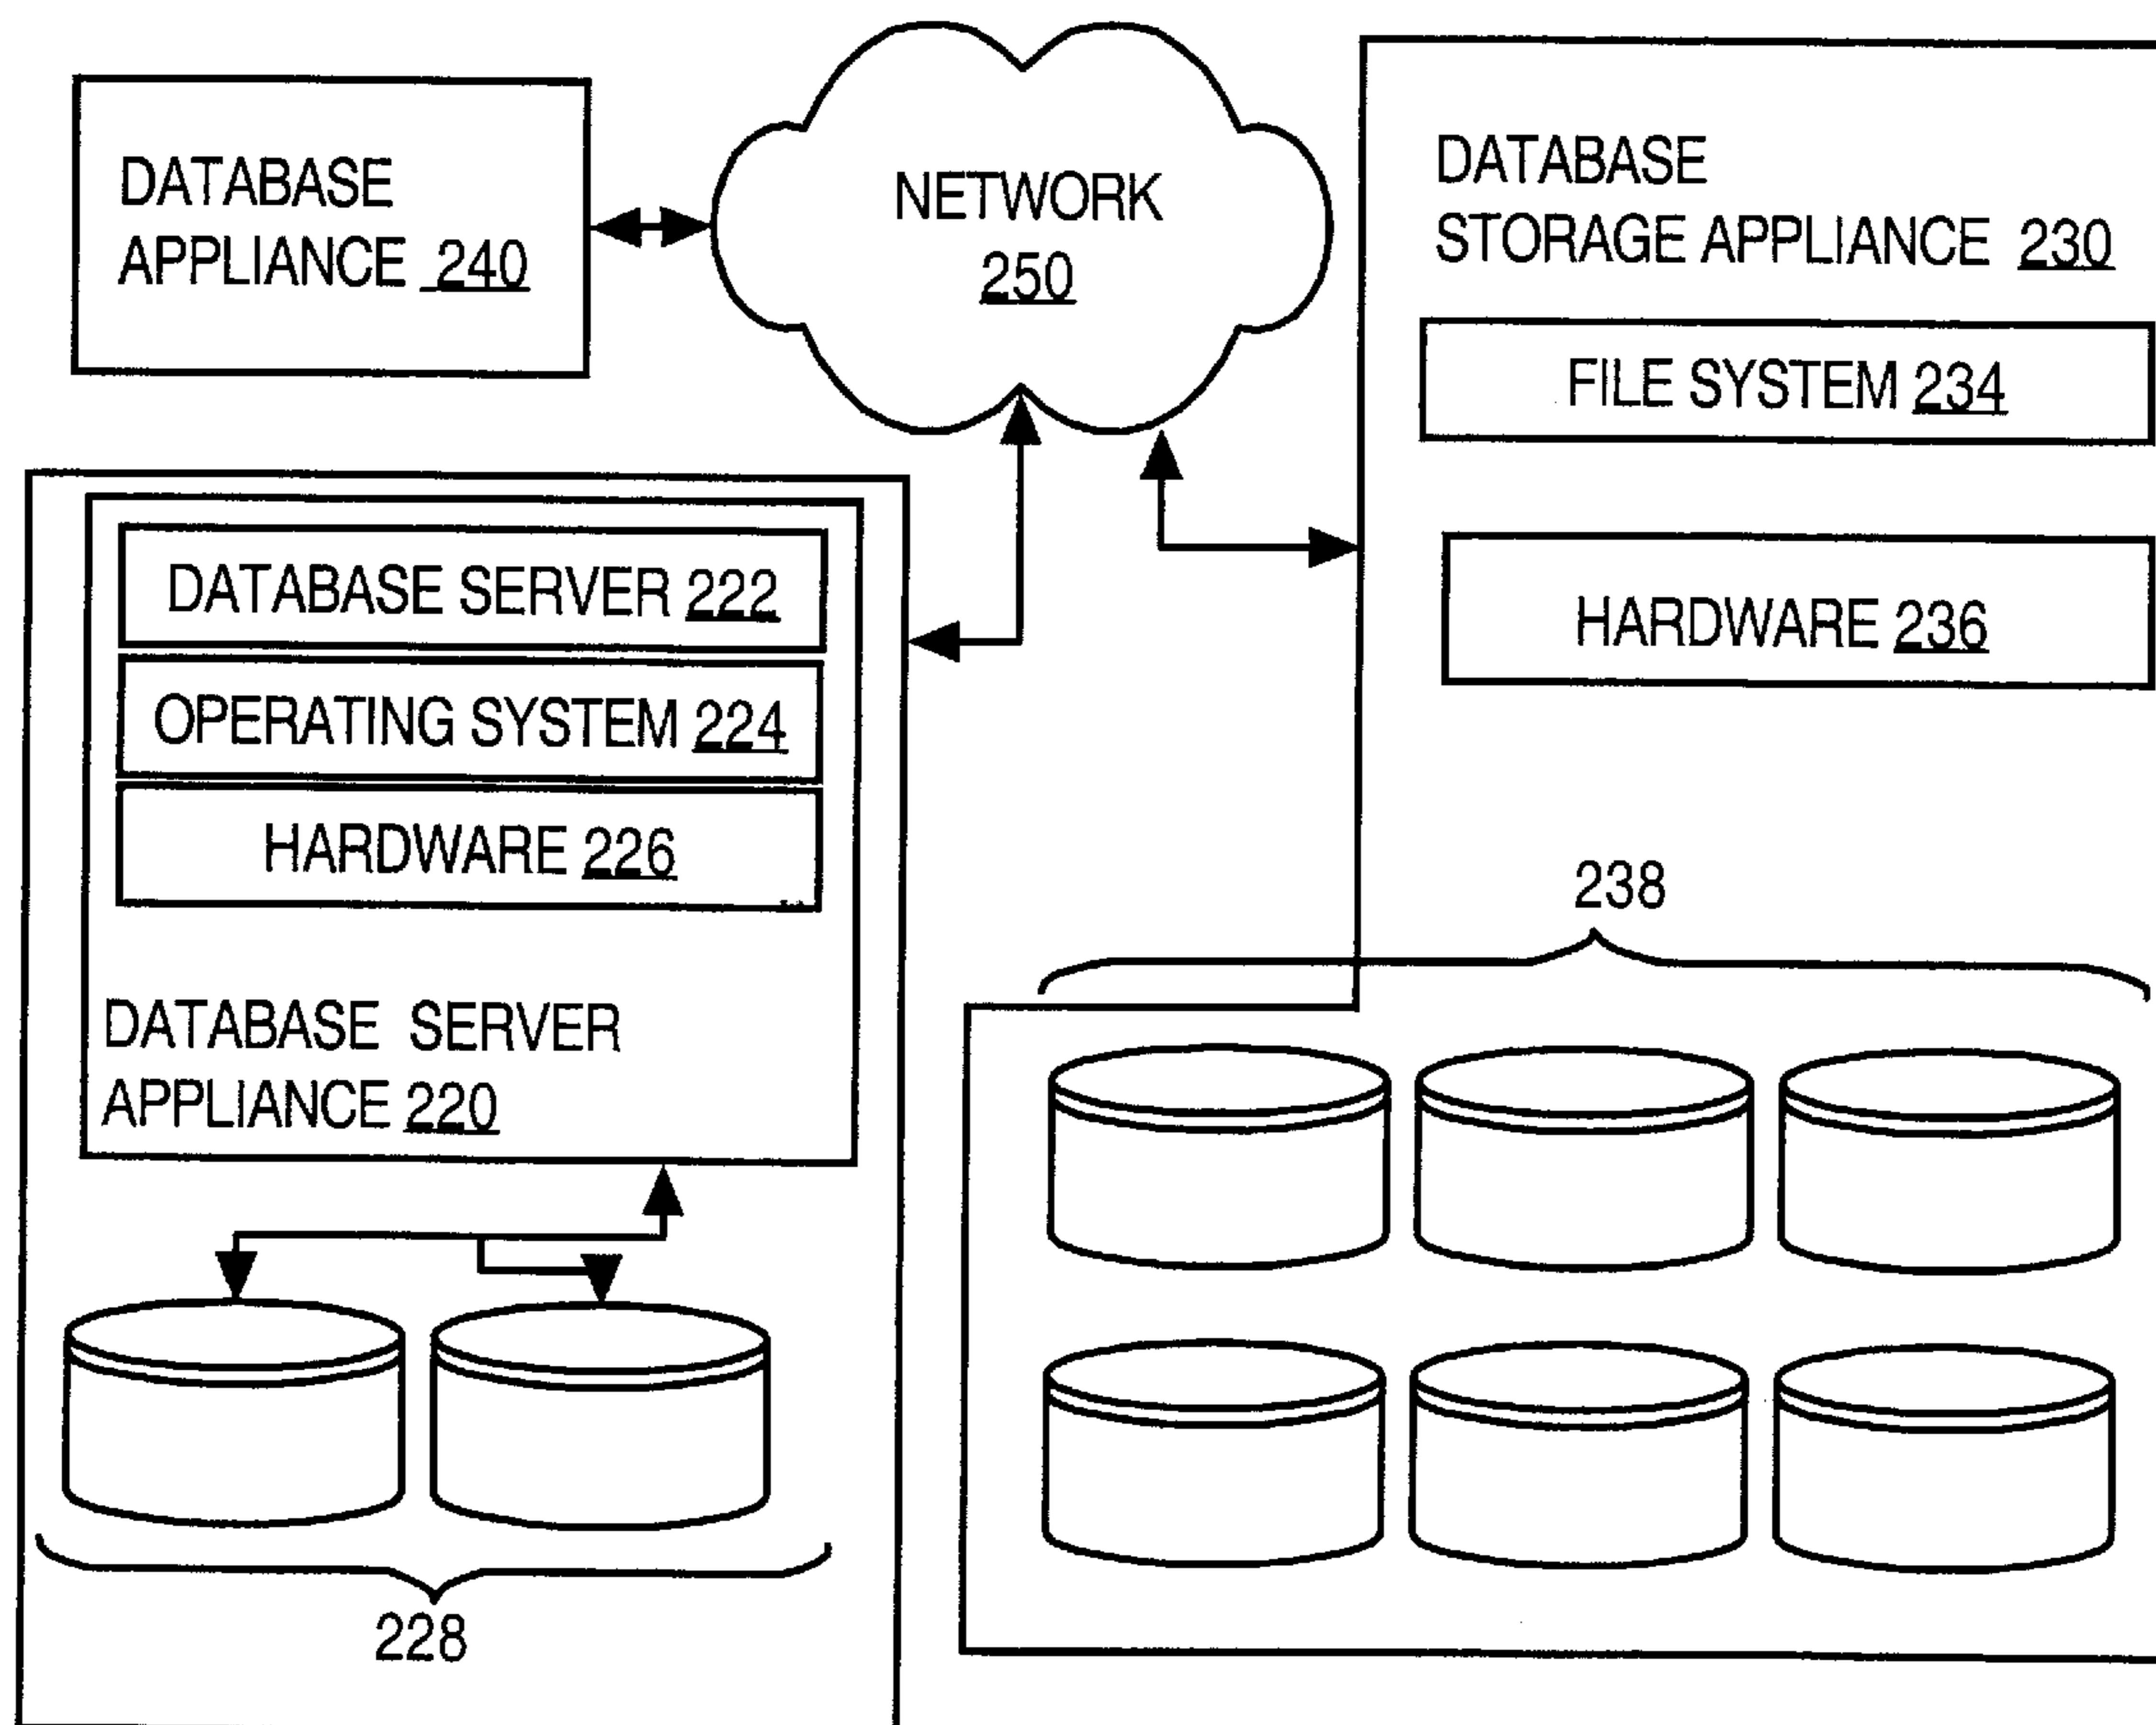 DATABASE
APPLIANCE 240
NETWORK
250
DATABASE
STORAGE APPLIANCE 230
FILE SYSTEM 234
HARDWARE 236
DATABASE SERVER 222
OPERATING SYSTEM 224
HARDWARE 226
DATABASE SERVER
APPLIANCE 220
228
238